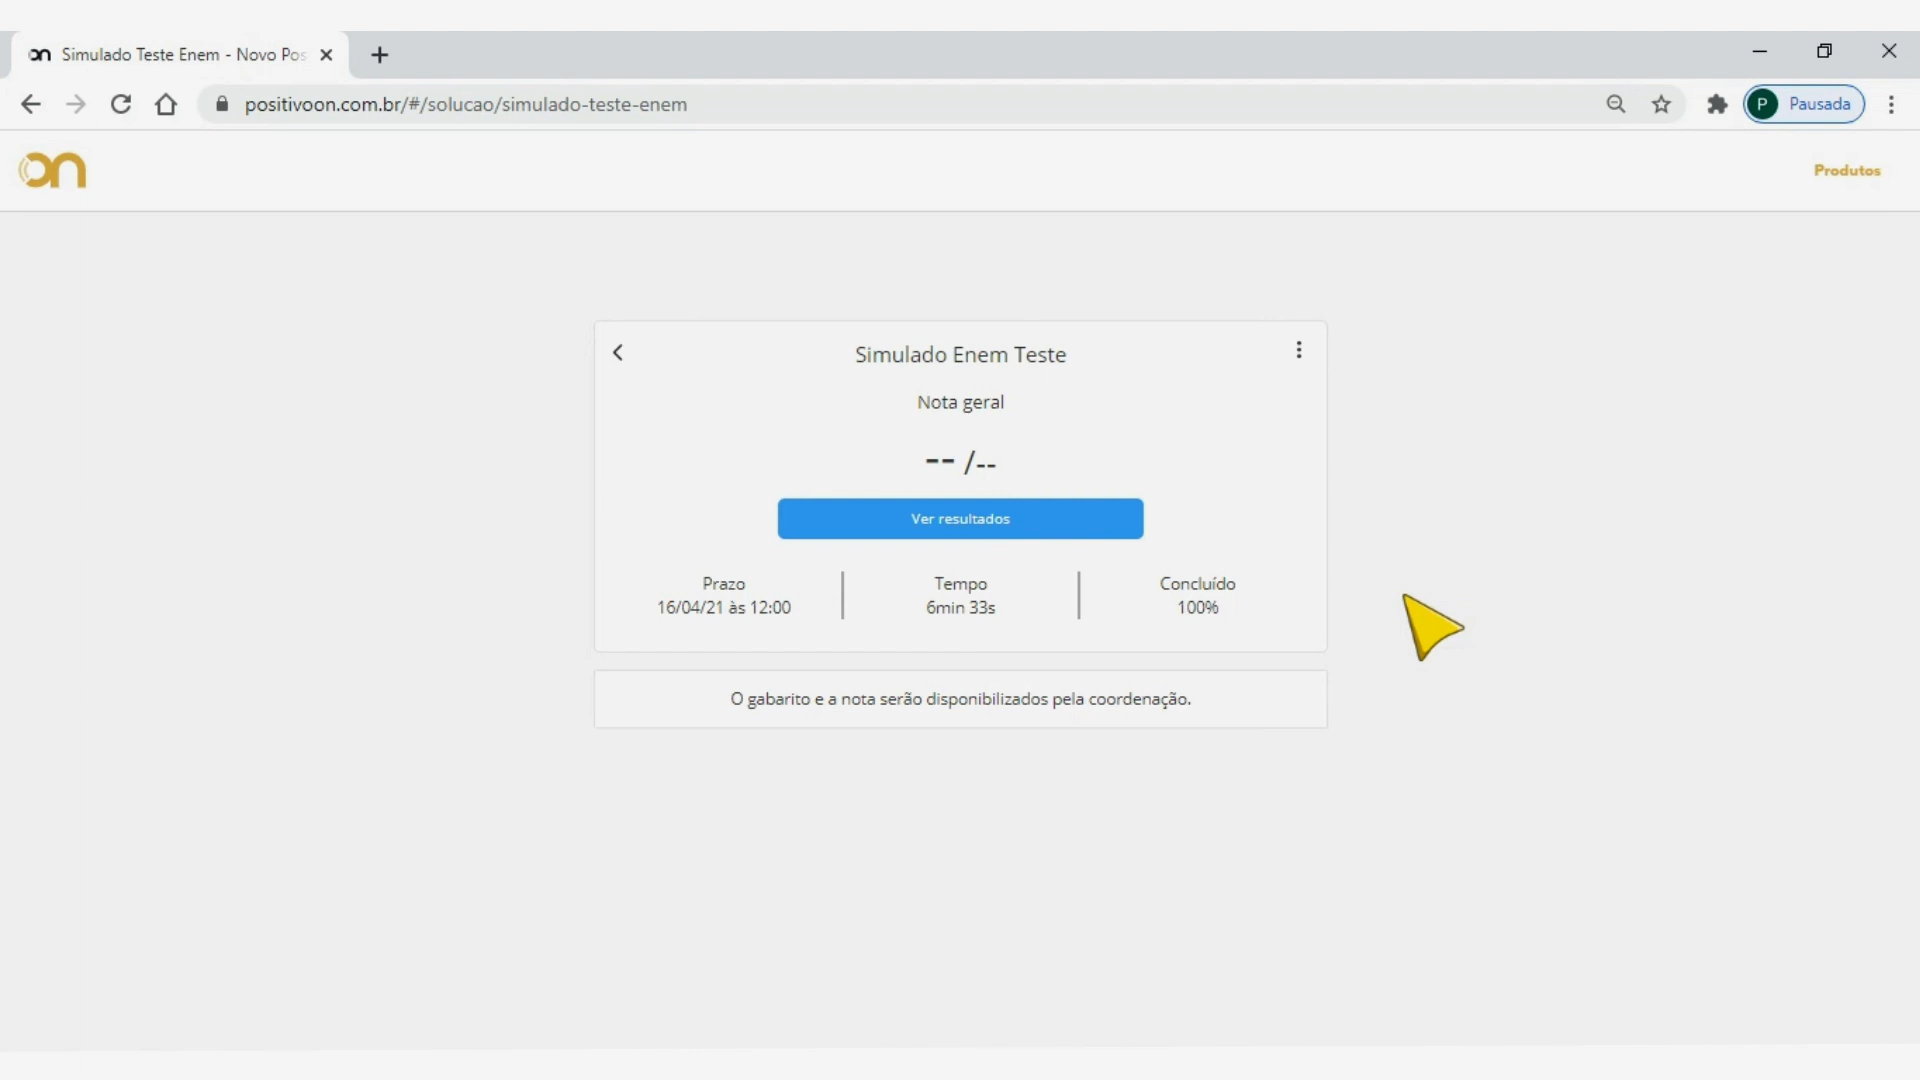 Simulado Teste Enem - Novo Pos
positivoon.com.br/#/solucao/simulado-teste-enem
P Pausada
on
Produtos
Simulado Enem Teste
Nota geral
-- /--
Ver resultados
Prazo Tempo Concluído
16/04/21 às 12:00 6min 33s 100%
O gabarito e a nota serão disponibilizados pela coordenação.